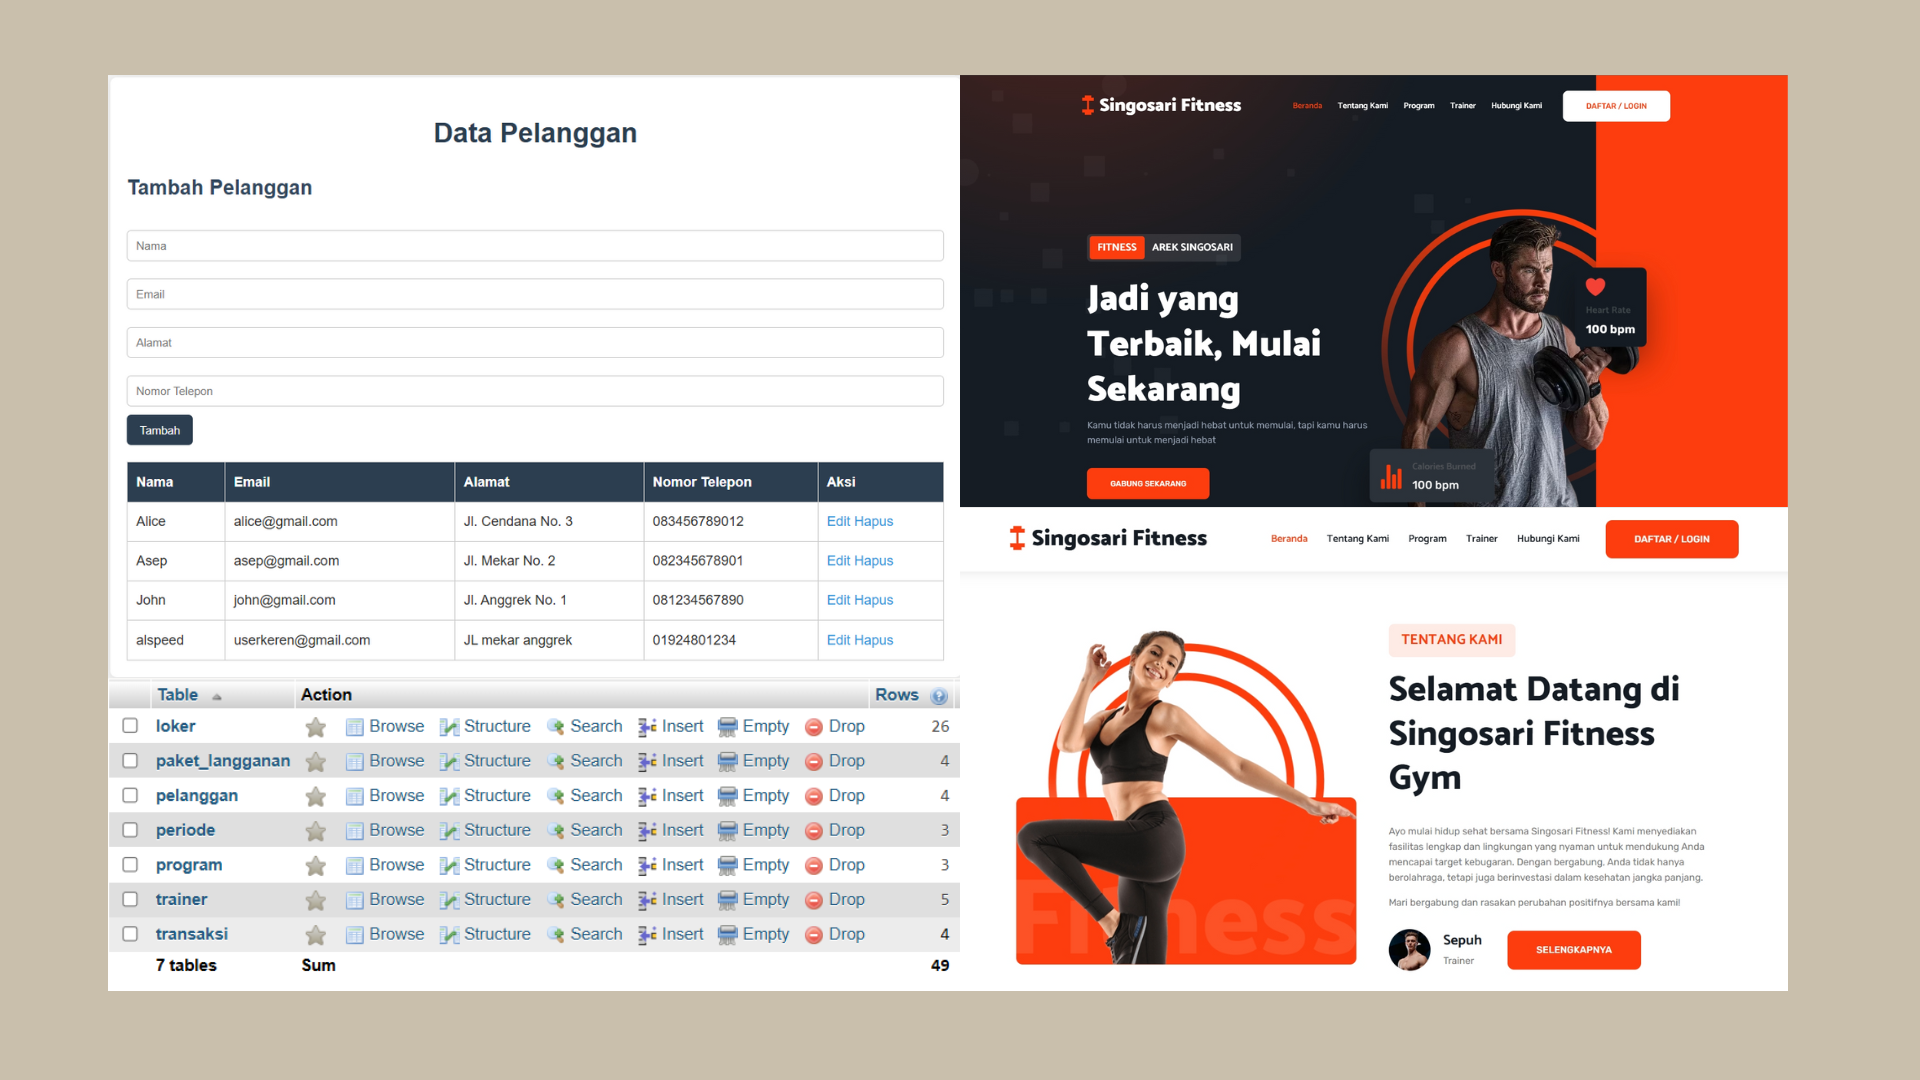 Data Pelanggan
Tambah Pelanggan
Nama
Email
Alamat
Nomor Telepon
Tambah
Nama Email Alamat Nomor Telepon Aksi
Alice alice@gmail.com Jl. Cendana No. 3 083456789012 Edit Hapus
Asep asep@gmail.com Jl. Mekar No. 2 082345678901 Edit Hapus
John john@gmail.com Jl. Anggrek No. 1 081234567890 Edit Hapus
alspeed userkeren@gmail.com JL mekar anggrek 01924801234 Edit Hapus
Table Action Rows
loker Browse Structure Search Insert Empty Drop 26
paket_langganan Browse Structure Search Insert Empty Drop 4
pelanggan Browse Structure Search Insert Empty Drop 4
periode Browse Structure Search Insert Empty Drop 3
program Browse Structure Search Insert Empty Drop 3
trainer Browse Structure Search Insert Empty Drop 5
transaksi Browse Structure Search Insert Empty Drop 4
7 tables Sum 49
Singosari Fitness Beranda Tentang Kami Program Trainer Hubungi Kami DAFTAR / LOGIN
FITNESS AREK SINGOSARI
Jadi yang
Terbaik, Mulai
Sekarang
Kamu tidak harus menjadi hebat untuk memulai, tapi kamu harus
memulai untuk menjadi hebat
GABUNG SEKARANG
Heart Rate
100 bpm
Calories Burned
100 bpm
Singosari Fitness Beranda Tentang Kami Program Trainer Hubungi Kami DAFTAR / LOGIN
Fitness
TENTANG KAMI
Selamat Datang di
Singosari Fitness
Gym
Ayo mulai hidup sehat bersama Singosari Fitness! Kami menyediakan
fasilitas lengkap dan lingkungan yang nyaman untuk mendukung Anda
mencapai target kebugaran. Dengan bergabung, Anda tidak hanya
berolahraga, tetapi juga berinvestasi dalam kesehatan jangka panjang.
Mari bergabung dan rasakan perubahan positifnya bersama kami!
Sepuh
Trainer
SELENGKAPNYA